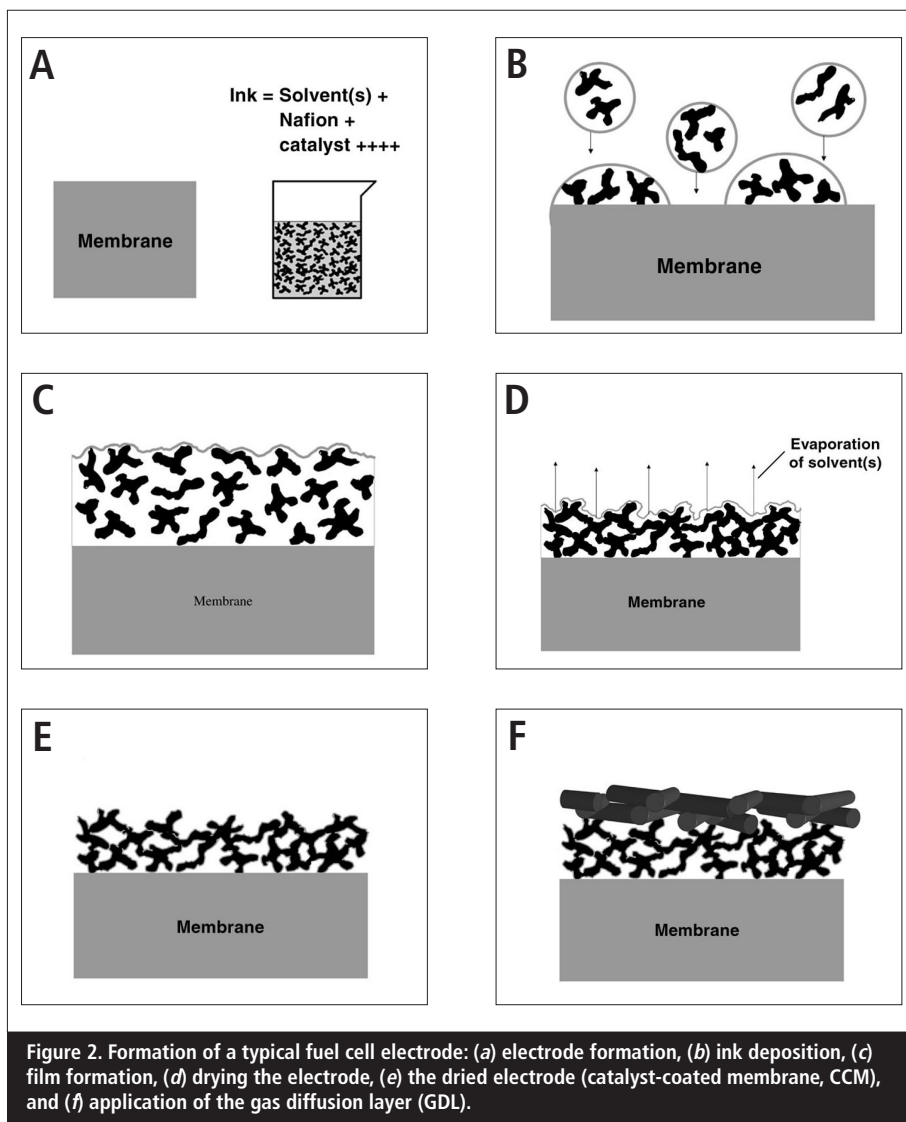 A
Ink = Solvent(s) +
Nafion +
catalyst ++++
Membrane
B
Membrane
C
Membrane
D
Evaporation
of solvent(s)
Membrane
E
Membrane
F
Membrane
Figure 2. Formation of a typical fuel cell electrode: (a) electrode formation, (b) ink deposition, (c)
film formation, (d) drying the electrode, (e) the dried electrode (catalyst-coated membrane, CCM),
and (f) application of the gas diffusion layer (GDL).